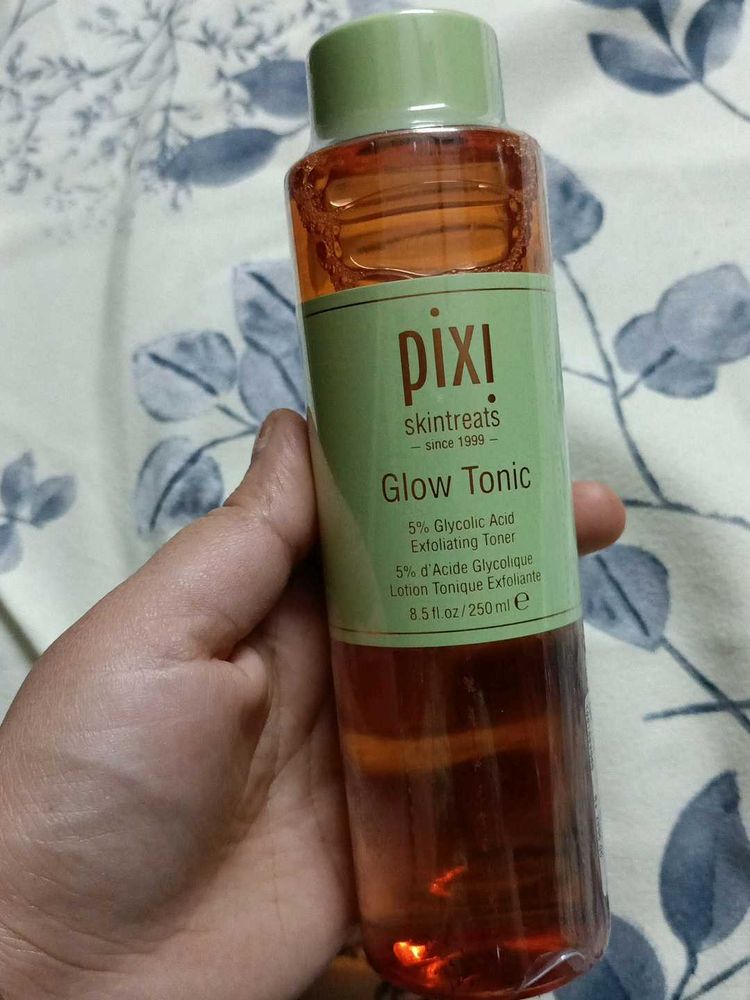 pixi
skintreats
– since 1999 –
Glow Tonic
5% Glycolic Acid
Exfoliating Toner
5% d'Acide Glycolique
Lotion Tonique Exfoliante
8.5 fl.oz/250 ml ℮